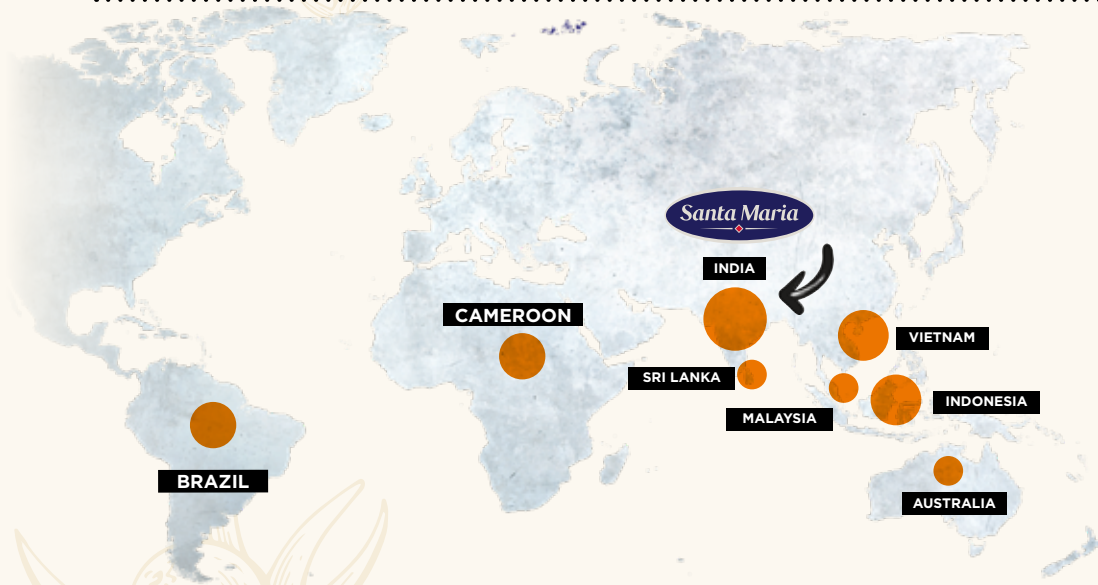 Santa Maria
INDIA
CAMEROON
VIETNAM
SRI LANKA
INDONESIA
MALAYSIA
BRAZIL
AUSTRALIA